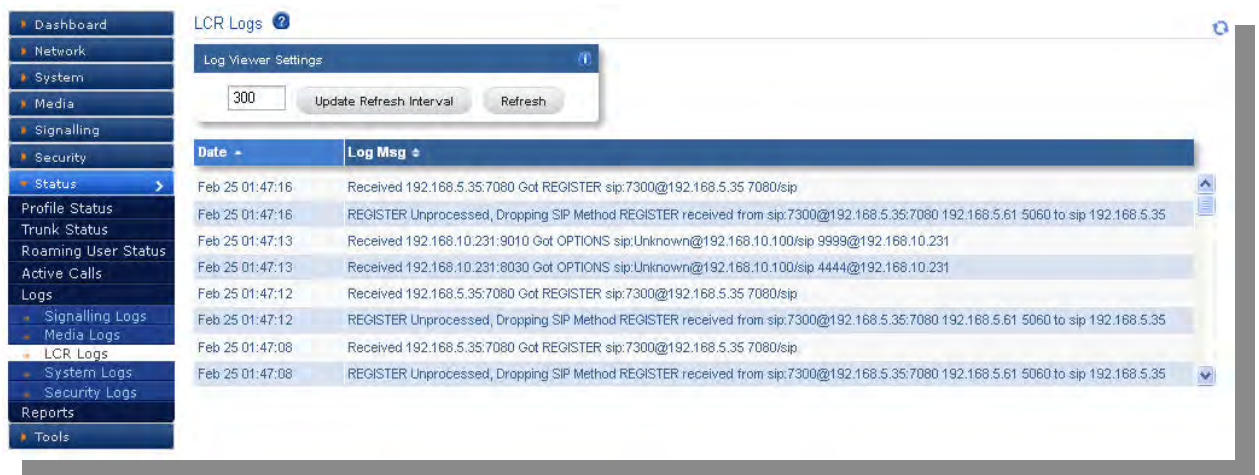 Dashboard
Network
System
Media
Signalling
Security
Status
Profile Status
Trunk Status
Roaming User Status
Active Calls
Logs
Signalling Logs
Media Logs
LCR Logs
System Logs
Security Logs
Reports
Tools
LCR Logs ?
Log Viewer Settings
300 Update Refresh Interval Refresh
Date Log Msg
Feb 25 01:47:16 Received 192.168.5.35:7080 Got REGISTER sip:7300@192.168.5.35 7080/sip
Feb 25 01:47:16 REGISTER Unprocessed, Dropping SIP Method REGISTER received from sip:7300@192.168.5.35:7080 192.168.5.61 5060 to sip 192.168.5.35
Feb 25 01:47:13 Received 192.168.10.231:9010 Got OPTIONS sip:Unknown@192.168.10.100/sip 9999@192.168.10.231
Feb 25 01:47:13 Received 192.168.10.231:8030 Got OPTIONS sip:Unknown@192.168.10.100/sip 4444@192.168.10.231
Feb 25 01:47:12 Received 192.168.5.35:7080 Got REGISTER sip:7300@192.168.5.35 7080/sip
Feb 25 01:47:12 REGISTER Unprocessed, Dropping SIP Method REGISTER received from sip:7300@192.168.5.35:7080 192.168.5.61 5060 to sip 192.168.5.35
Feb 25 01:47:08 Received 192.168.5.35:7080 Got REGISTER sip:7300@192.168.5.35 7080/sip
Feb 25 01:47:08 REGISTER Unprocessed, Dropping SIP Method REGISTER received from sip:7300@192.168.5.35:7080 192.168.5.61 5060 to sip 192.168.5.35